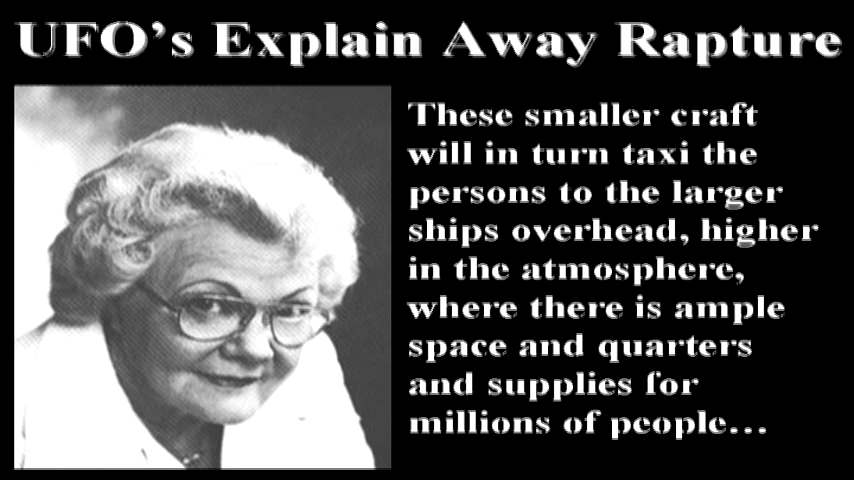 UFO's Explain Away Rapture
These smaller craft
will in turn taxi the
persons to the larger
ships overhead, higher
in the atmosphere,
where there is ample
space and quarters
and supplies for
millions of people...